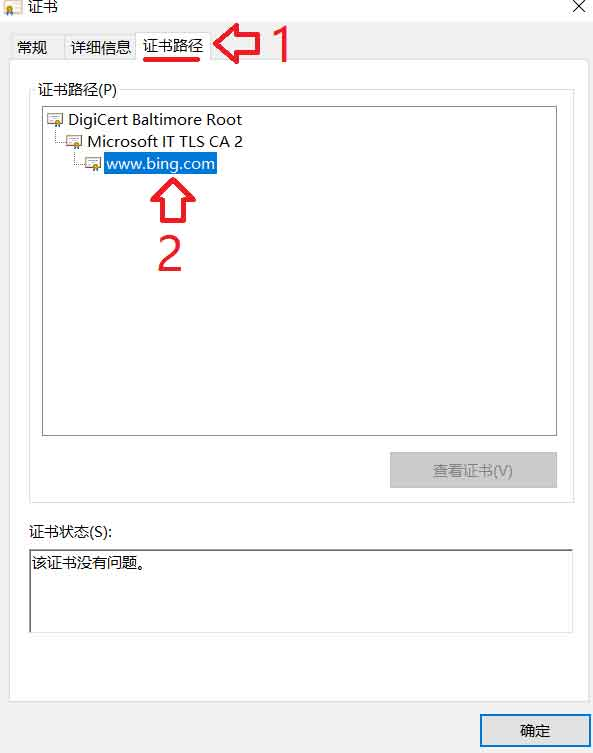 证书
常规 详细信息 证书路径 1
证书路径(P)
DigiCert Baltimore Root
Microsoft IT TLS CA 2
www.bing.com
2
查看证书(V)
证书状态(S):
该证书没有问题。
确定